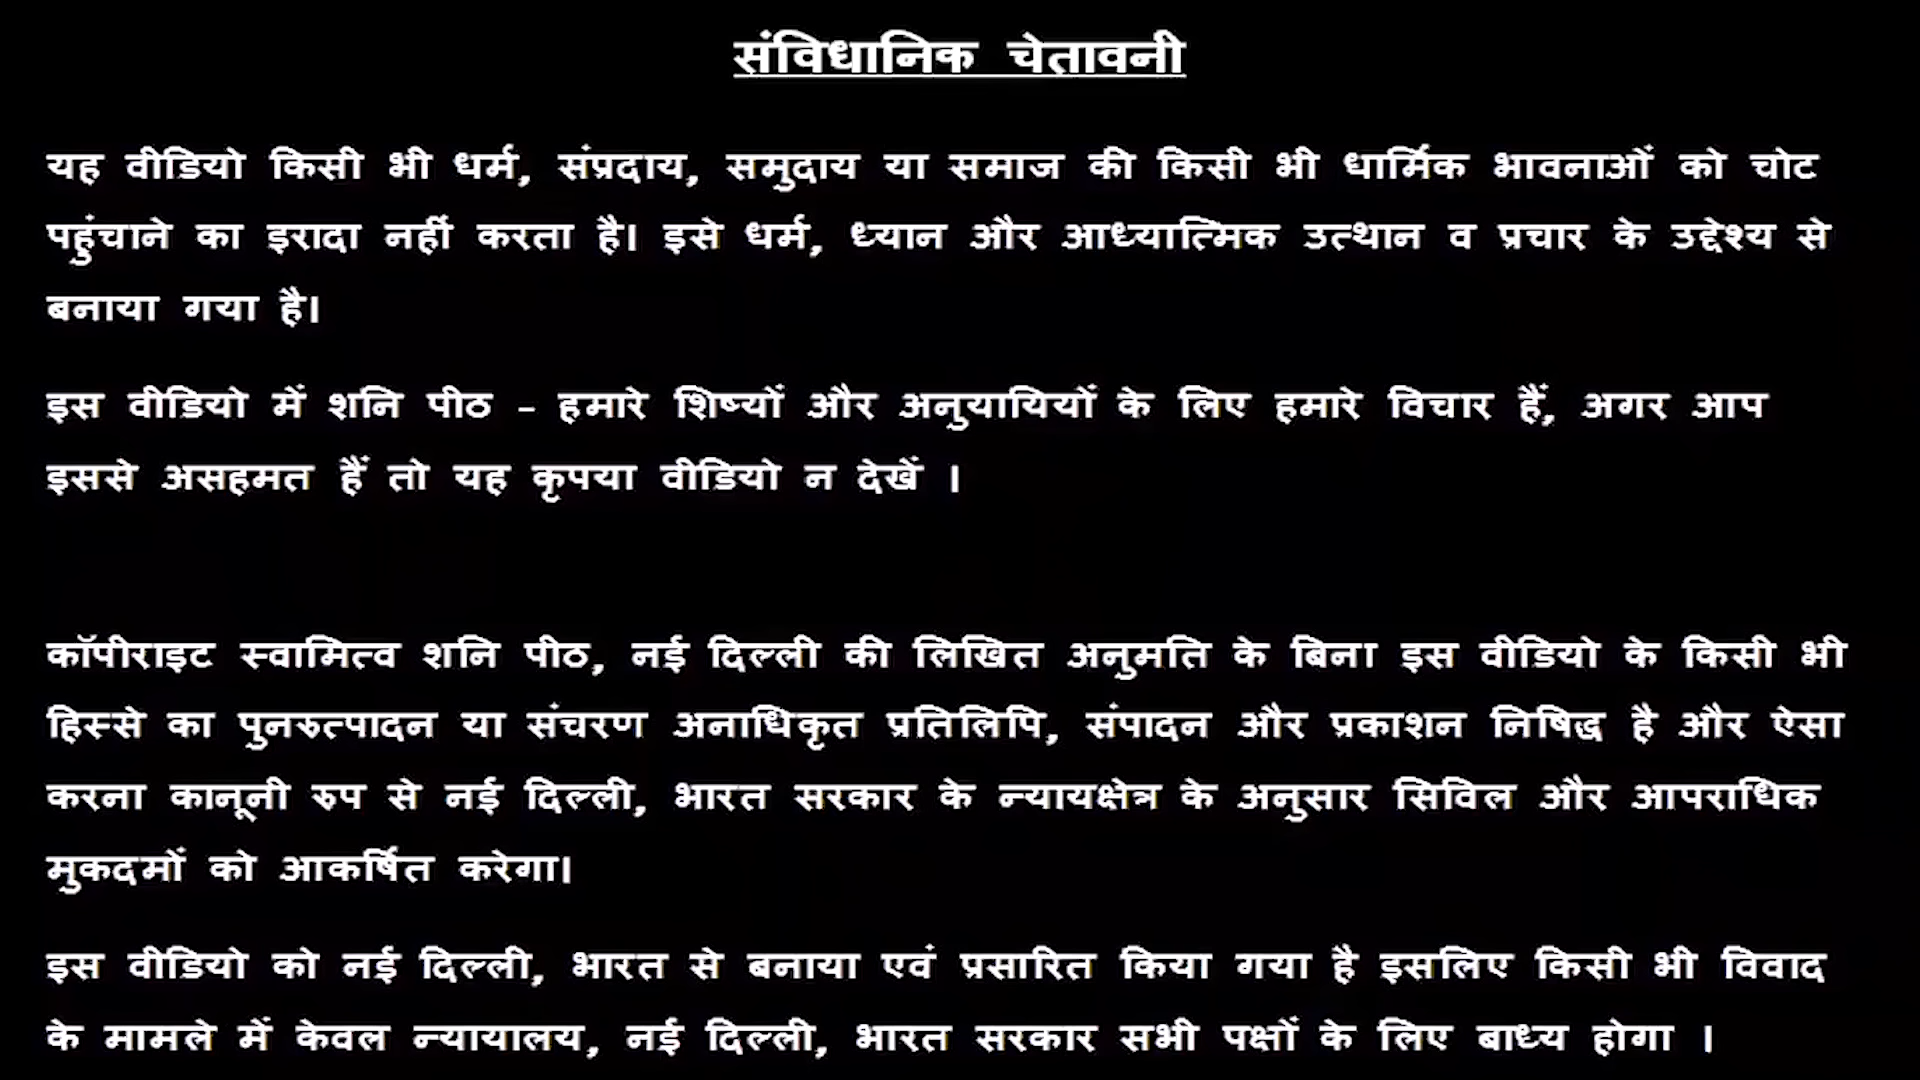 संविधानिक चेतावनी
यह वीडियो किसी भी धर्म, संप्रदाय, समुदाय या समाज की किसी भी धार्मिक भावनाओं को चोट
पहुंचाने का इरादा नहीं करता है। इसे धर्म, ध्यान और आध्यात्मिक उत्थान व प्रचार के उद्देश्य से
बनाया गया है।
इस वीडियो में शनि पीठ – हमारे शिष्यों और अनुयायियों के लिए हमारे विचार हैं, अगर आप
इससे असहमत हैं तो यह कृपया वीडियो न देखें ।
कॉपीराइट स्वामित्व शनि पीठ, नई दिल्ली की लिखित अनुमति के बिना इस वीडियो के किसी भी
हिस्से का पुनरुत्पादन या संचरण अनाधिकृत प्रतिलिपि, संपादन और प्रकाशन निषिद्ध है और ऐसा
करना कानूनी रुप से नई दिल्ली, भारत सरकार के न्यायक्षेत्र के अनुसार सिविल और आपराधिक
मुकदमों को आकर्षित करेगा।
इस वीडियो को नई दिल्ली, भारत से बनाया एवं प्रसारित किया गया है इसलिए किसी भी विवाद
के मामले में केवल न्यायालय, नई दिल्ली, भारत सरकार सभी पक्षों के लिए बाध्य होगा ।